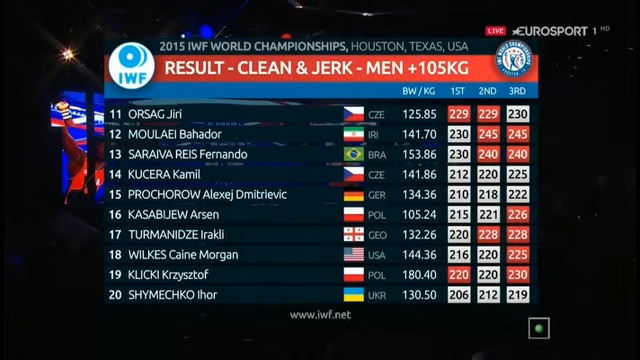 LIVE EUROSPORT 1 HD
2015 IWF WORLD CHAMPIONSHIPS, HOUSTON, TEXAS, USA
IWF
RESULT - CLEAN & JERK - MEN +105KG
BW / KG 1ST 2ND 3RD
11 ORSAG Jiri CZE 125.85 229 229 230
12 MOULAEI Bahador IRI 141.70 230 245 245
13 SARAIVA REIS Fernando BRA 153.86 230 240 240
14 KUCERA Kamil CZE 141.86 212 220 225
15 PROCHOROW Alexej Dmitrievic GER 134.36 210 218 222
16 KASABIJEW Arsen POL 105.24 215 221 226
17 TURMANIDZE Irakli GEO 132.26 220 228 228
18 WILKES Caine Morgan USA 144.36 216 220 225
19 KLICKI Krzysztof POL 180.40 220 220 230
20 SHYMECHKO Ihor UKR 130.50 206 212 219
www.iwf.net